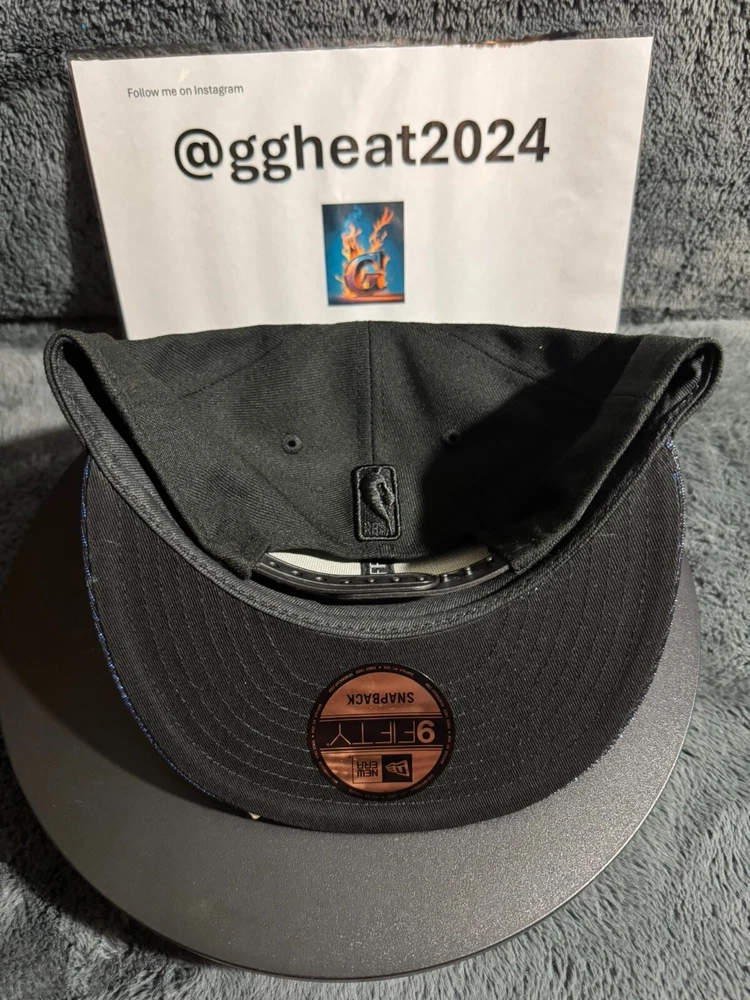 Follow me on Instagram
@ggheat2024
G
SNAPBACK
9FIFTY
NEW ERA